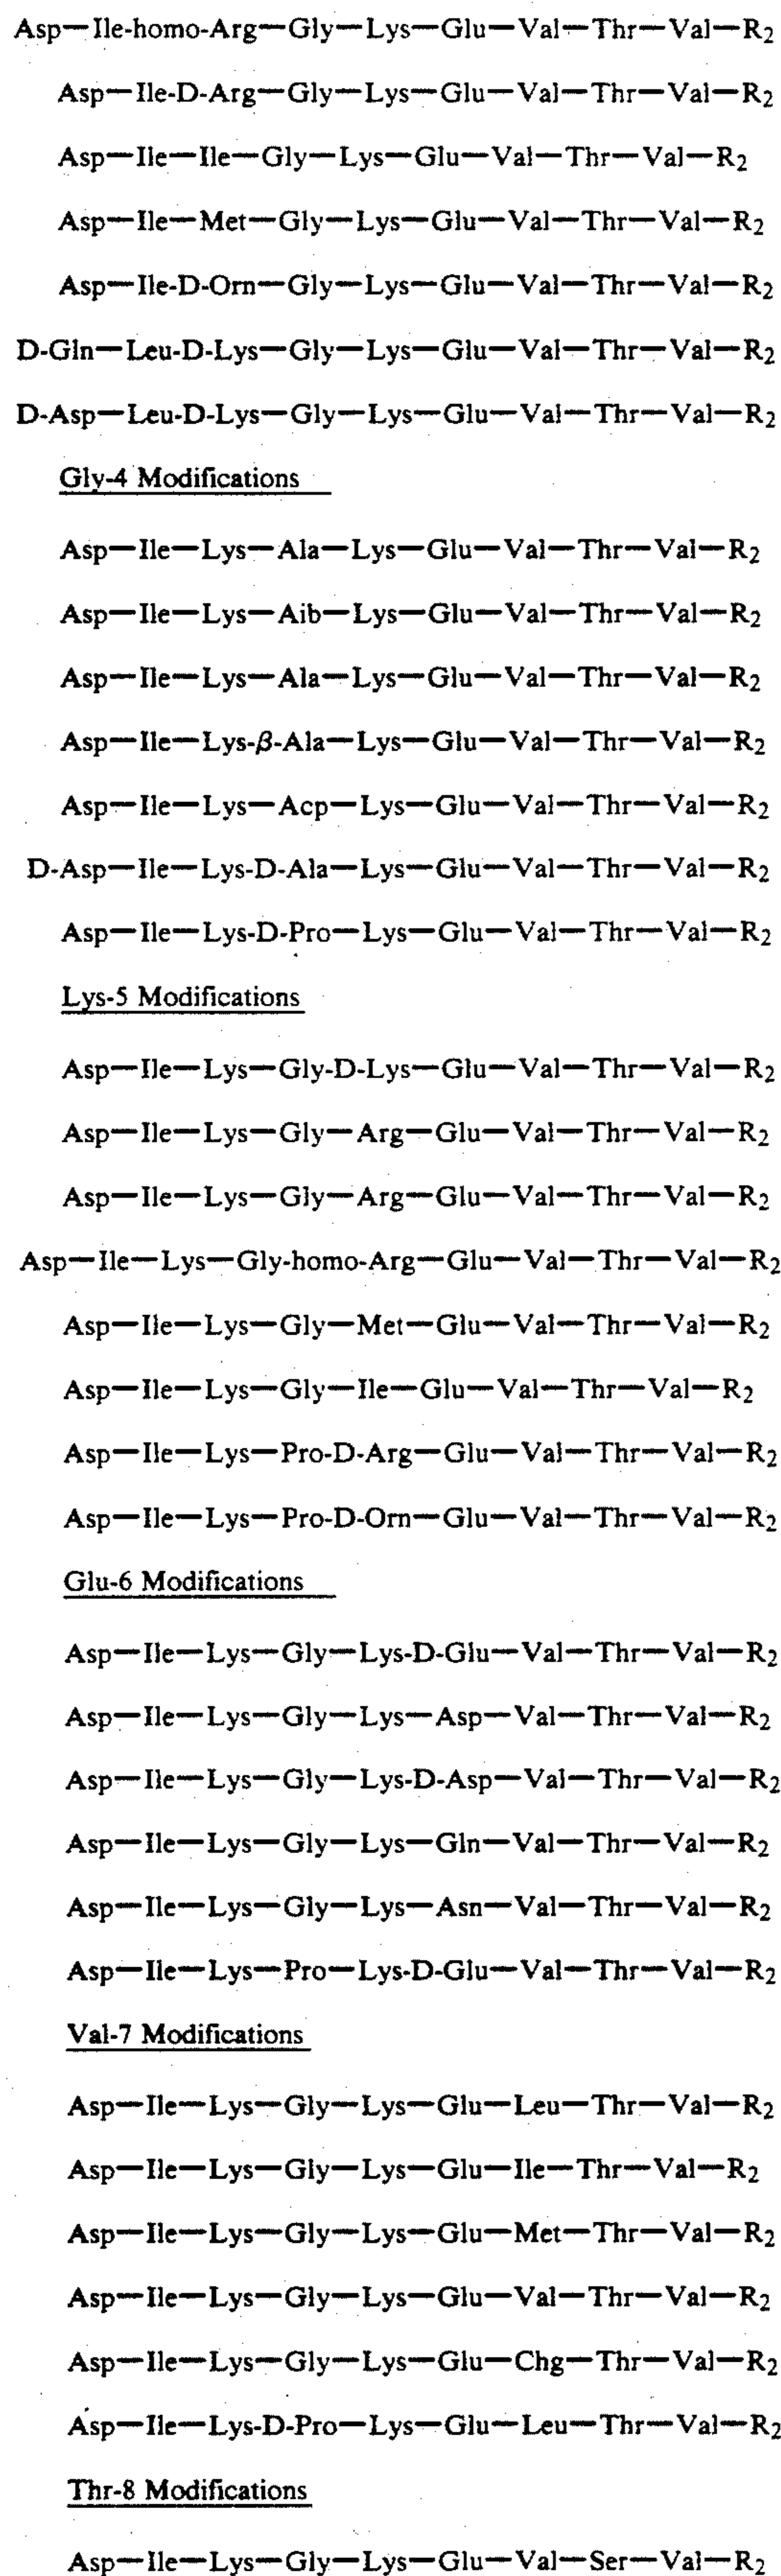 Asp—Ile-homo-Arg—Gly—Lys—Glu—Val—Thr—Val—R2
Asp—Ile-D-Arg—Gly—Lys—Glu—Val—Thr—Val—R2
Asp—Ile—Ile—Gly—Lys—Glu—Val—Thr—Val—R2
Asp—Ile—Met—Gly—Lys—Glu—Val—Thr—Val—R2
Asp—Ile-D-Orn—Gly—Lys—Glu—Val—Thr—Val—R2
D-Gln—Leu-D-Lys—Gly—Lys—Glu—Val—Thr—Val—R2
D-Asp—Leu-D-Lys—Gly—Lys—Glu—Val—Thr—Val—R2
Gly-4 Modifications
Asp—Ile—Lys—Ala—Lys—Glu—Val—Thr—Val—R2
Asp—Ile—Lys—Aib—Lys—Glu—Val—Thr—Val—R2
Asp—Ile—Lys—Ala—Lys—Glu—Val—Thr—Val—R2
Asp—Ile—Lys-β-Ala—Lys—Glu—Val—Thr—Val—R2
Asp—Ile—Lys—Acp—Lys—Glu—Val—Thr—Val—R2
D-Asp—Ile—Lys-D-Ala—Lys—Glu—Val—Thr—Val—R2
Asp—Ile—Lys-D-Pro—Lys—Glu—Val—Thr—Val—R2
Lys-5 Modifications
Asp—Ile—Lys—Gly-D-Lys—Glu—Val—Thr—Val—R2
Asp—Ile—Lys—Gly—Arg—Glu—Val—Thr—Val—R2
Asp—Ile—Lys—Gly—Arg—Glu—Val—Thr—Val—R2
Asp—Ile—Lys—Gly-homo-Arg—Glu—Val—Thr—Val—R2
Asp—Ile—Lys—Gly—Met—Glu—Val—Thr—Val—R2
Asp—Ile—Lys—Gly—Ile—Glu—Val—Thr—Val—R2
Asp—Ile—Lys—Pro-D-Arg—Glu—Val—Thr—Val—R2
Asp—Ile—Lys—Pro-D-Orn—Glu—Val—Thr—Val—R2
Glu-6 Modifications
Asp—Ile—Lys—Gly—Lys-D-Glu—Val—Thr—Val—R2
Asp—Ile—Lys—Gly—Lys—Asp—Val—Thr—Val—R2
Asp—Ile—Lys—Gly—Lys-D-Asp—Val—Thr—Val—R2
Asp—Ile—Lys—Gly—Lys—Gln—Val—Thr—Val—R2
Asp—Ile—Lys—Gly—Lys—Asn—Val—Thr—Val—R2
Asp—Ile—Lys—Pro—Lys-D-Glu—Val—Thr—Val—R2
Val-7 Modifications
Asp—Ile—Lys—Gly—Lys—Glu—Leu—Thr—Val—R2
Asp—Ile—Lys—Gly—Lys—Glu—Ile—Thr—Val—R2
Asp—Ile—Lys—Gly—Lys—Glu—Met—Thr—Val—R2
Asp—Ile—Lys—Gly—Lys—Glu—Val—Thr—Val—R2
Asp—Ile—Lys—Gly—Lys—Glu—Chg—Thr—Val—R2
Asp—Ile—Lys-D-Pro—Lys—Glu—Leu—Thr—Val—R2
Thr-8 Modifications
Asp—Ile—Lys—Gly—Lys—Glu—Val—Ser—Val—R2